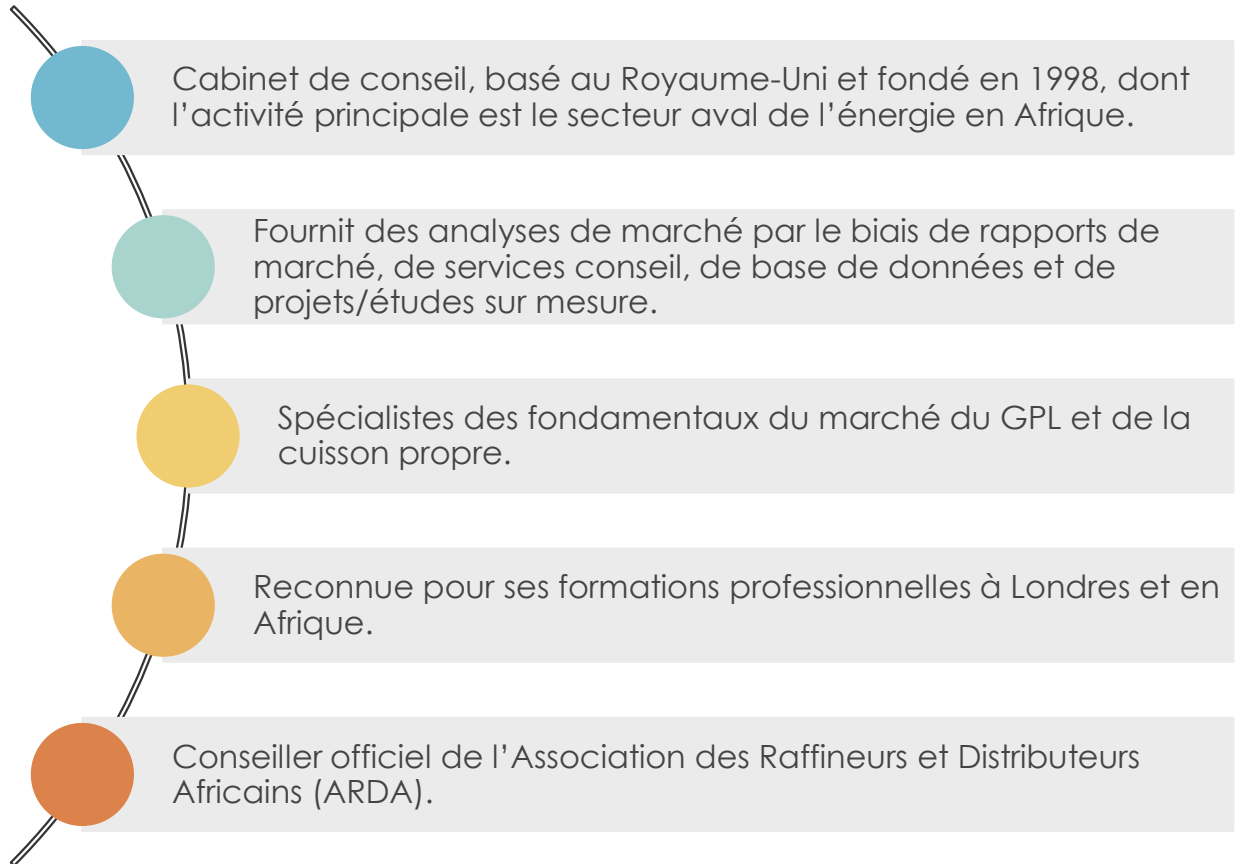 Cabinet de conseil, basé au Royaume-Uni et fondé en 1998, dont
l’activité principale est le secteur aval de l’énergie en Afrique.
Fournit des analyses de marché par le biais de rapports de
marché, de services conseil, de base de données et de
projets/études sur mesure.
Spécialistes des fondamentaux du marché du GPL et de la
cuisson propre.
Reconnue pour ses formations professionnelles à Londres et en
Afrique.
Conseiller officiel de l’Association des Raffineurs et Distributeurs
Africains (ARDA).